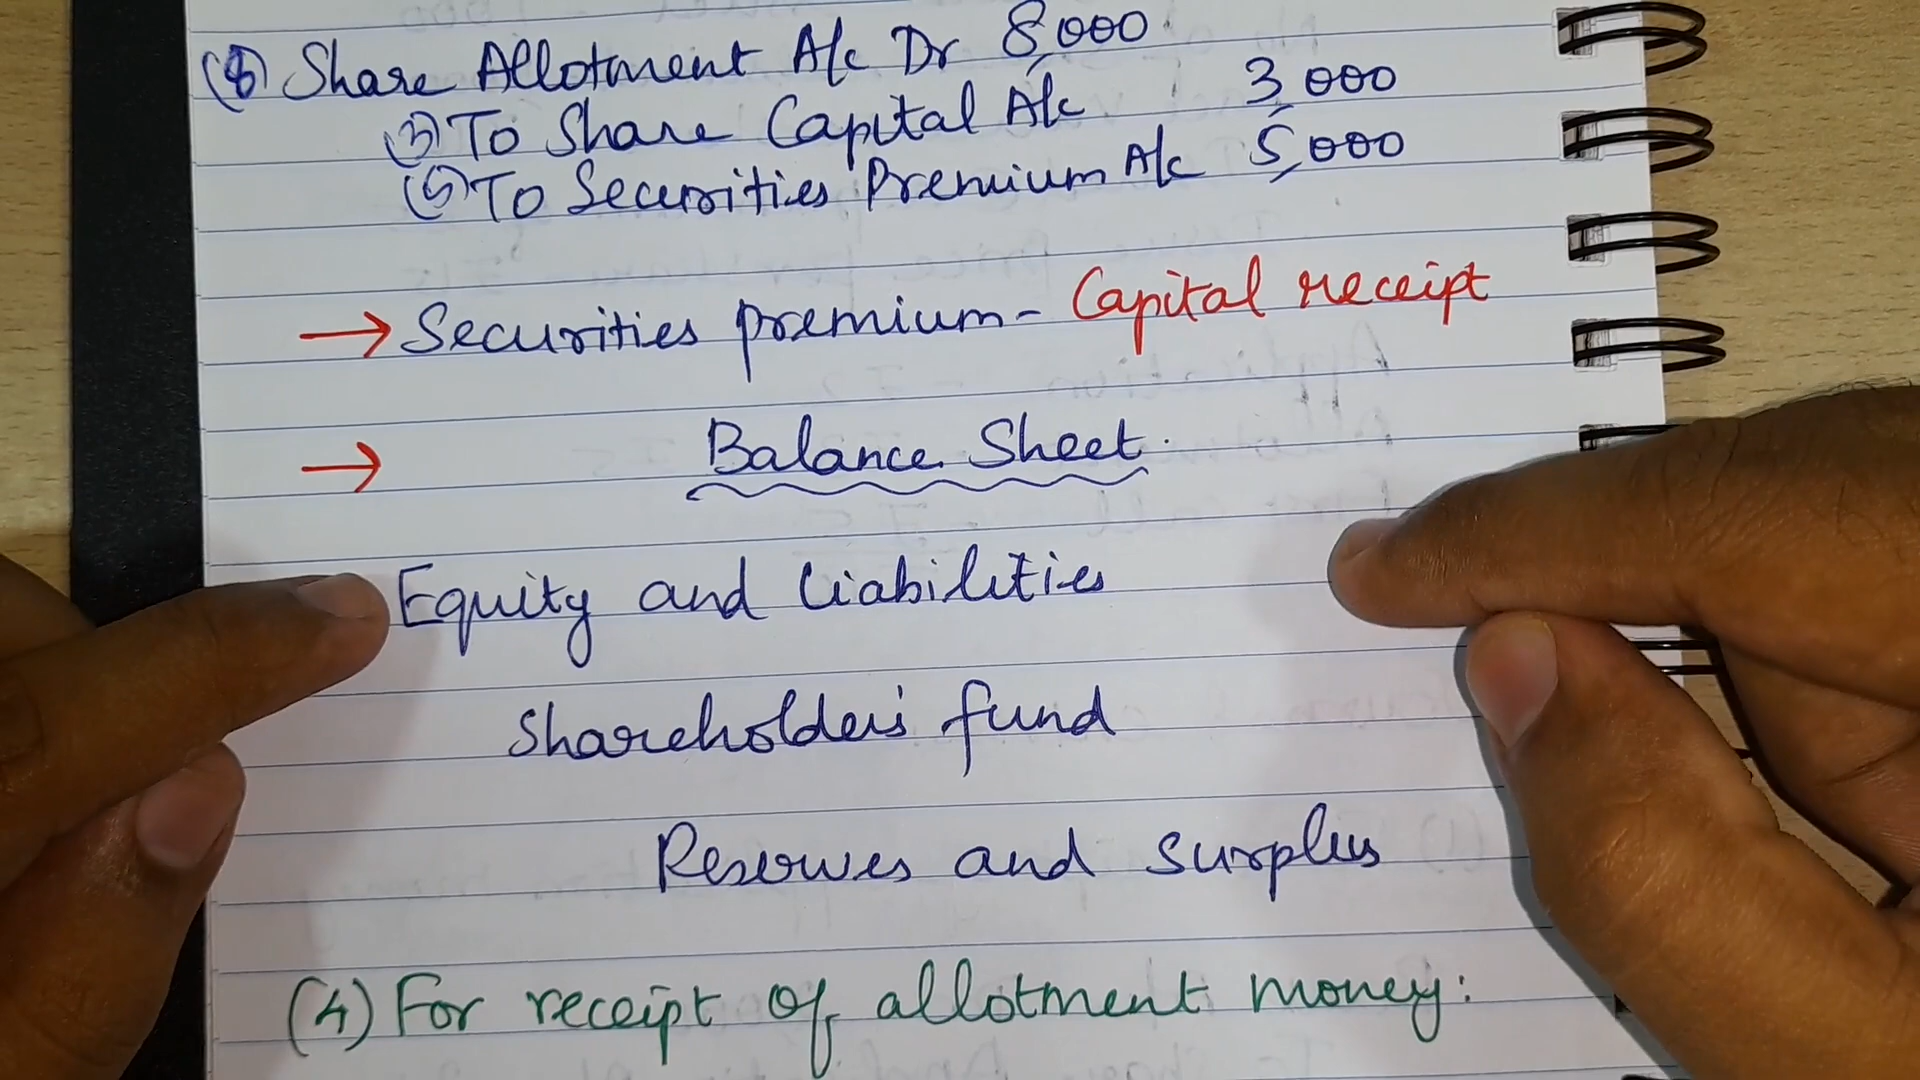 (8) Share Allotment A/c Dr 8,000
(3) To Share Capital A/c 3,000
(5) To Securities Premium A/c 5,000
→ Securities premium - Capital receipt
→ Balance Sheet.
Equity and Liabilities
Shareholder's fund
Reserves and surplus
(4) For receipt of allotment money: